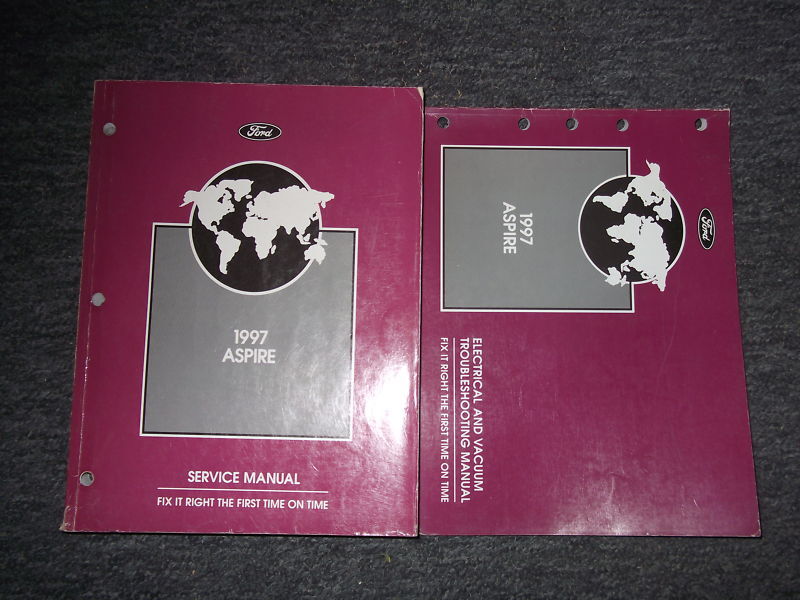 Ford
1997
ASPIRE
SERVICE MANUAL
FIX IT RIGHT THE FIRST TIME ON TIME
Ford
1997
ASPIRE
ELECTRICAL AND VACUUM
TROUBLESHOOTING MANUAL
FIX IT RIGHT THE FIRST TIME ON TIME